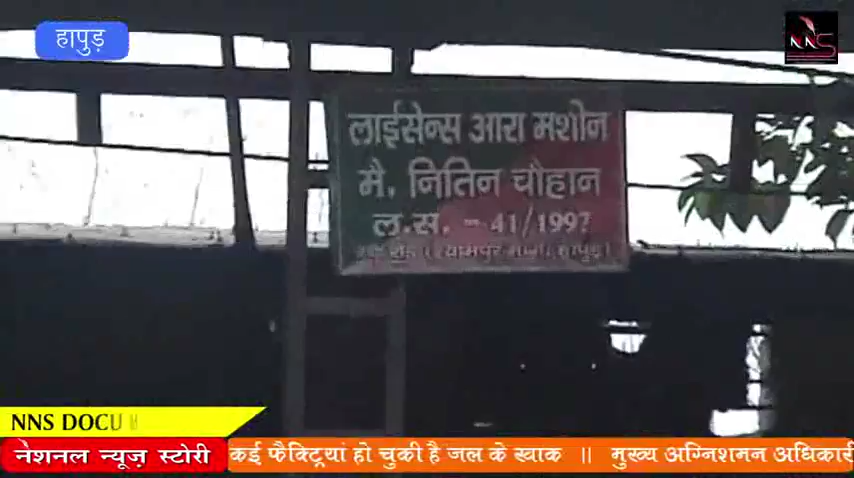 हापुड़
NNS
लाईसेन्स आरा मशीन
मै. नितिन चौहान
ल.स. - 41/1997
NNS DOCU
नेशनल न्यूज़ स्टोरी
कई फैक्ट्रियां हो चुकी है जल के खाक || मुख्य अग्निशमन अधिकारी